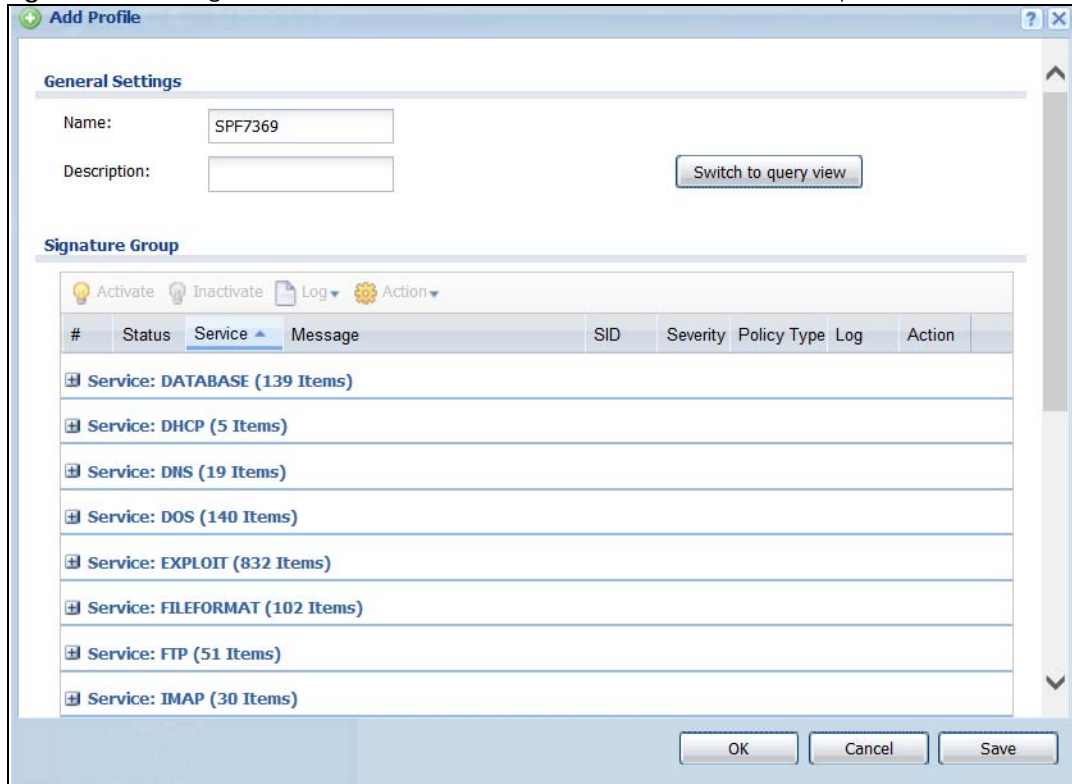 Add Profile
General Settings
Name: SPF7369
Description:
Switch to query view
Signature Group
Activate Inactivate Log Action
# Status Service Message SID Severity Policy Type Log Action
Service: DATABASE (139 Items)
Service: DHCP (5 Items)
Service: DNS (19 Items)
Service: DOS (140 Items)
Service: EXPLOIT (832 Items)
Service: FILEFORMAT (102 Items)
Service: FTP (51 Items)
Service: IMAP (30 Items)
OK Cancel Save